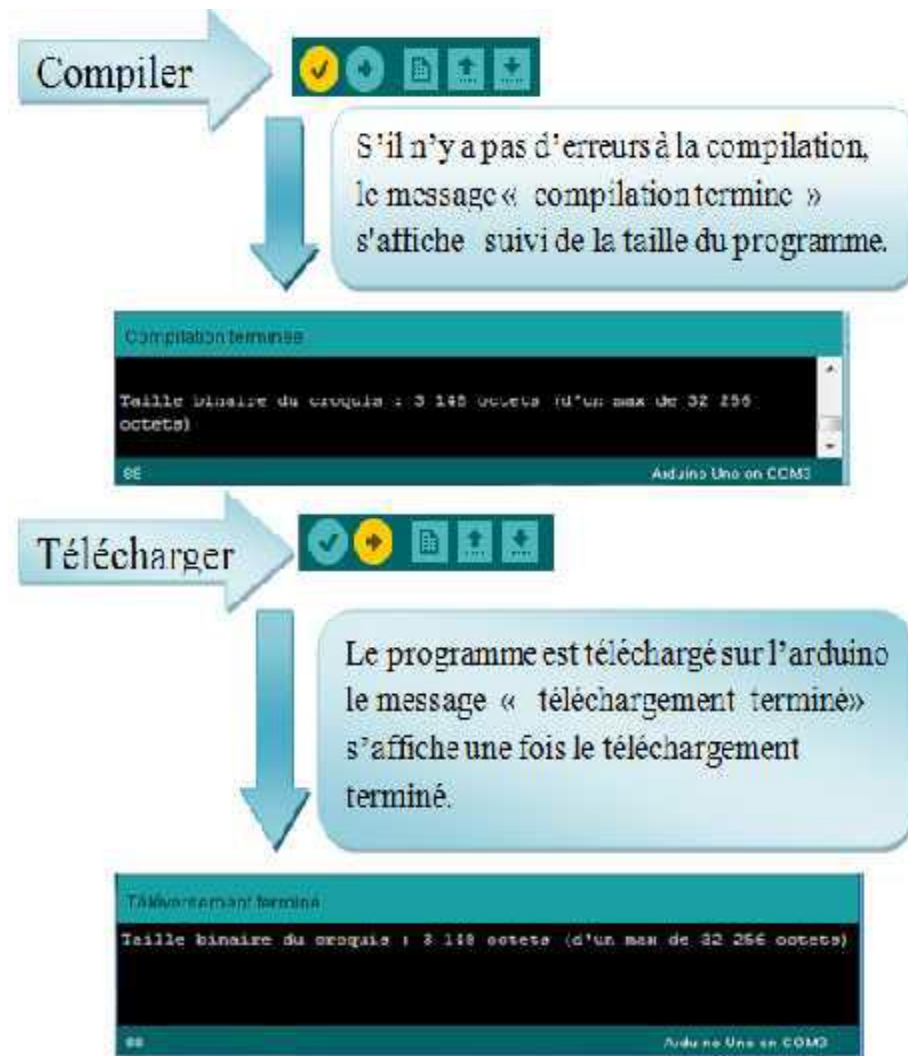 Compiler
S'il n'y a pas d'erreurs à la compilation,
le message « compilation termine »
s'affiche suivi de la taille du programme.
Compilation terminée
Taille binaire du croquis : 3 148 octets (d'un max de 32 256
octets)
Arduino Uno on COM3
Télécharger
Le programme est téléchargé sur l'arduino
le message « téléchargement terminé»
s'affiche une fois le téléchargement
terminé.
Téléversement terminé
Taille binaire du croquis : 3 148 octets (d'un max de 32 256 octets)
Arduino Uno on COM3